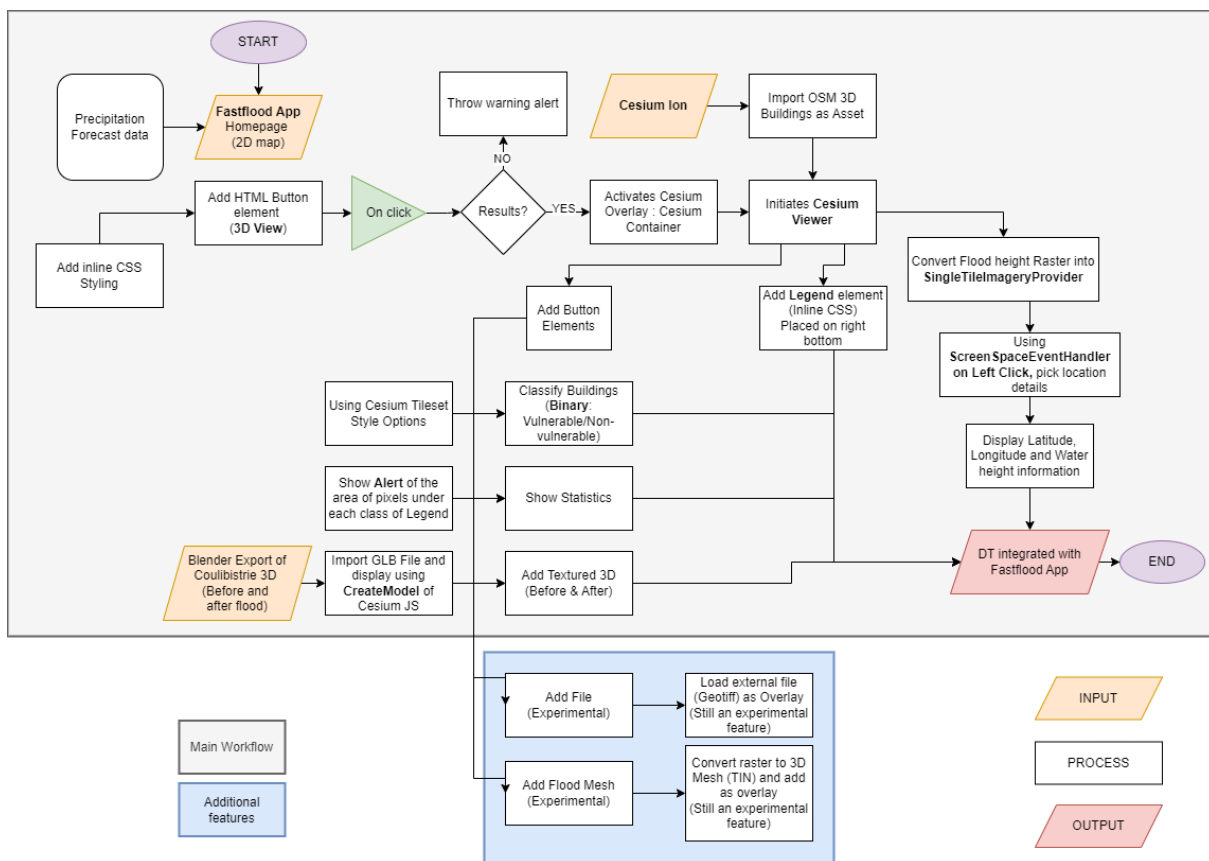 START
Precipitation
Forecast data
Fastflood App
Homepage
(2D map)
Throw warning alert
Cesium Ion
Import OSM 3D
Buildings as Asset
NO
Add HTML Button
element
(3D View)
On click
Results?
YES
Activates Cesium
Overlay : Cesium
Container
Initiates Cesium
Viewer
Add inline CSS
Styling
Convert Flood height Raster into
SingleTileImageryProvider
Add Button
Elements
Add Legend element
(Inline CSS)
Placed on right
bottom
Using
ScreenSpaceEventHandler
on Left Click, pick location
details
Using Cesium Tileset
Style Options
Classify Buildings
(Binary:
Vulnerable/Non-
vulnerable)
Display Latitude,
Longitude and Water
height information
Show Alert of the
area of pixels under
each class of Legend
Show Statistics
Blender Export of
Coulibistrie 3D
(Before and
after flood)
Import GLB File and
display using
CreateModel of
Cesium JS
Add Textured 3D
(Before & After)
DT integrated with
Fastflood App
END
Add File
(Experimental)
Load external file
(Geotiff) as Overlay
(Still an experimental
feature)
Add Flood Mesh
(Experimental)
Convert raster to 3D
Mesh (TIN) and add
as overlay
(Still an experimental
feature)
Main Workflow
Additional
features
INPUT
PROCESS
OUTPUT